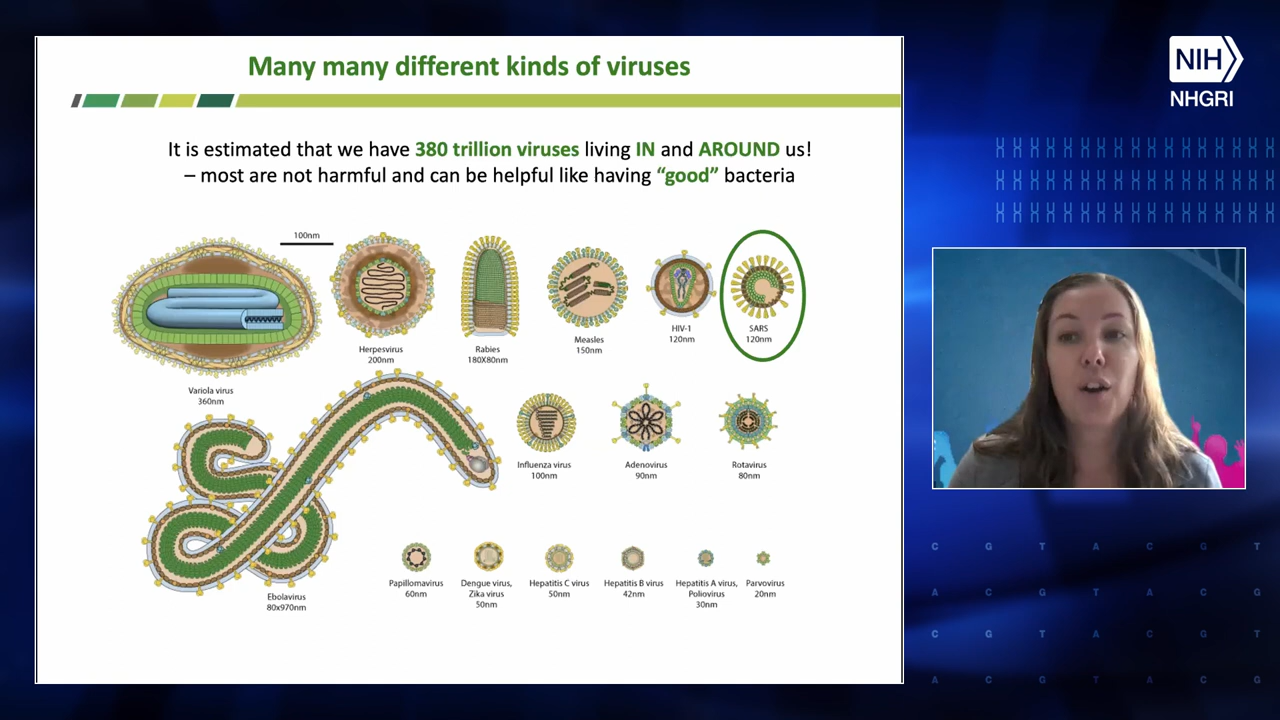 Many many different kinds of viruses
NIH
NHGRI
It is estimated that we have 380 trillion viruses living IN and AROUND us!
– most are not harmful and can be helpful like having “good” bacteria
100nm
Variola virus
360nm
Herpesvirus
200nm
Rabies
180X80nm
Measles
150nm
HIV-1
120nm
SARS
120nm
Ebolavirus
80x970nm
Influenza virus
100nm
Adenovirus
90nm
Rotavirus
80nm
Papillomavirus
60nm
Dengue virus,
Zika virus
50nm
Hepatitis C virus
50nm
Hepatitis B virus
42nm
Hepatitis A virus,
Poliovirus
30nm
Parvovirus
20nm
C G T A C G T
A C G T A C G
C G T A C G T
A C G T A C G